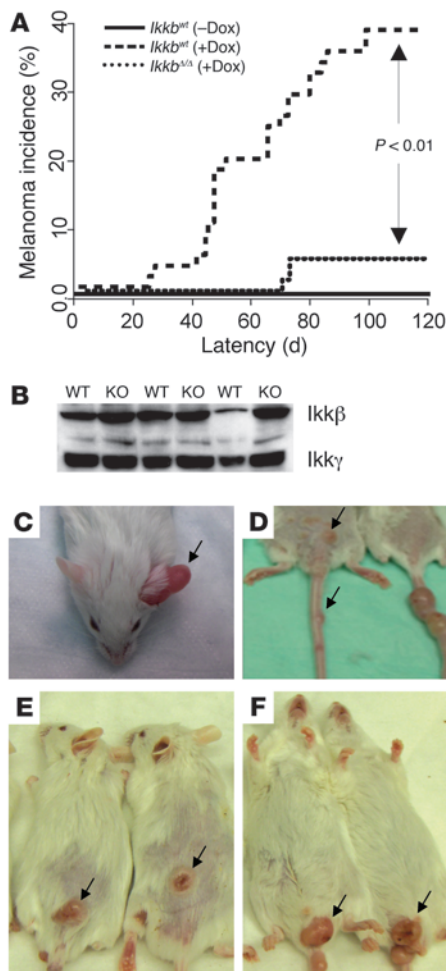 A
Ikkb^wt (–Dox)
Ikkb^wt (+Dox)
Ikkb^Δ/Δ (+Dox)
Melanoma incidence (%)
40
30
20
10
0.0
P < 0.01
0 20 40 60 80 100 120
Latency (d)
B
WT KO WT KO WT KO
Ikkβ
Ikkγ
C
D
E
F